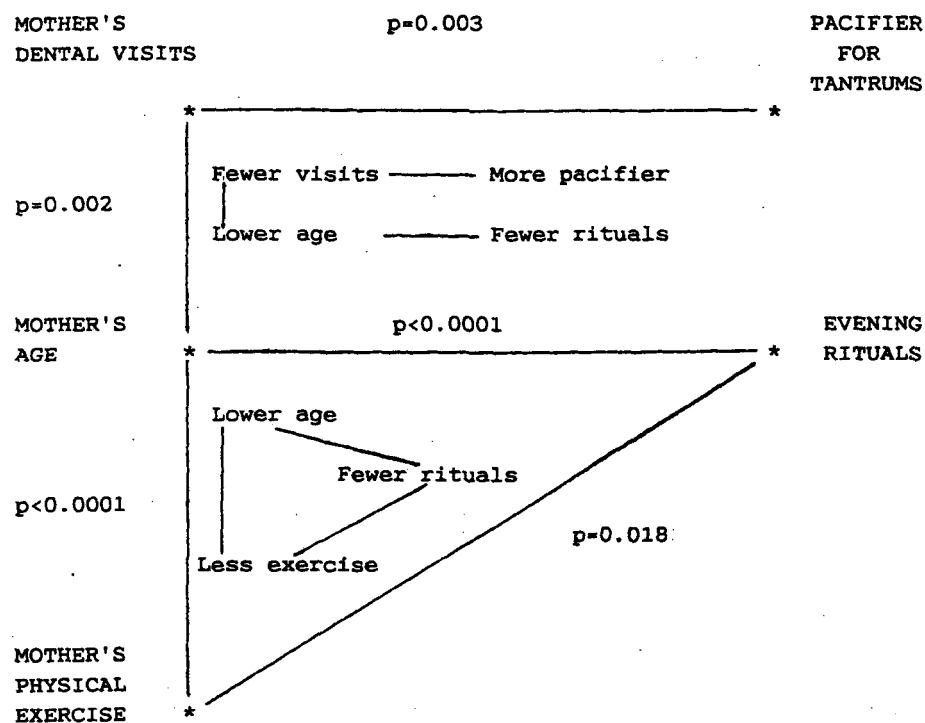 MOTHER'S DENTAL VISITS
p=0.003
PACIFIER FOR TANTRUMS
* *
Fewer visits More pacifier
p=0.002
Lower age Fewer rituals
MOTHER'S AGE
p<0.0001
EVENING RITUALS
* *
Lower age
Fewer rituals
p<0.0001
p=0.018
Less exercise
MOTHER'S
PHYSICAL
EXERCISE *